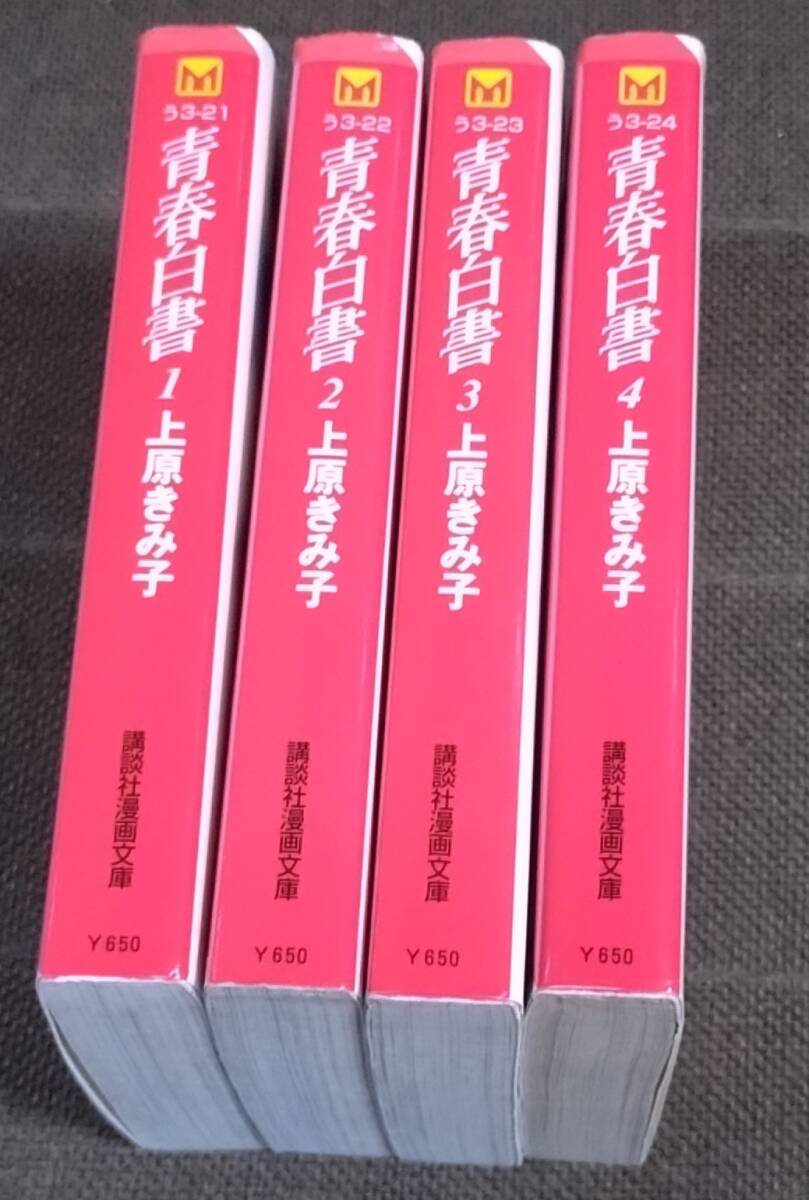 う3-21
青春白書
1
上原きみ子
講談社漫画文庫
Y650
う3-22
青春白書
2
上原きみ子
講談社漫画文庫
Y650
う3-23
青春白書
3
上原きみ子
講談社漫画文庫
Y650
う3-24
青春白書
4
上原きみ子
講談社漫画文庫
Y650